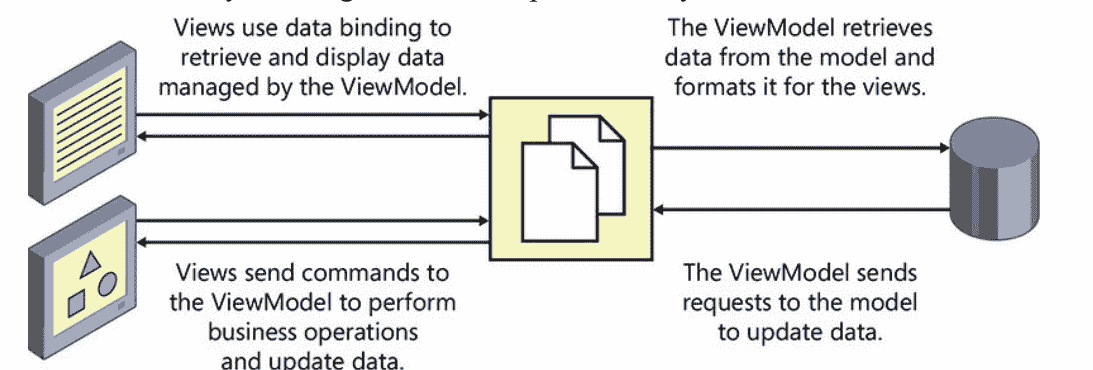 Views use data binding to
retrieve and display data
managed by the ViewModel.
The ViewModel retrieves
data from the model and
formats it for the views.
Views send commands to
the ViewModel to perform
business operations
and update data.
The ViewModel sends
requests to the model
to update data.